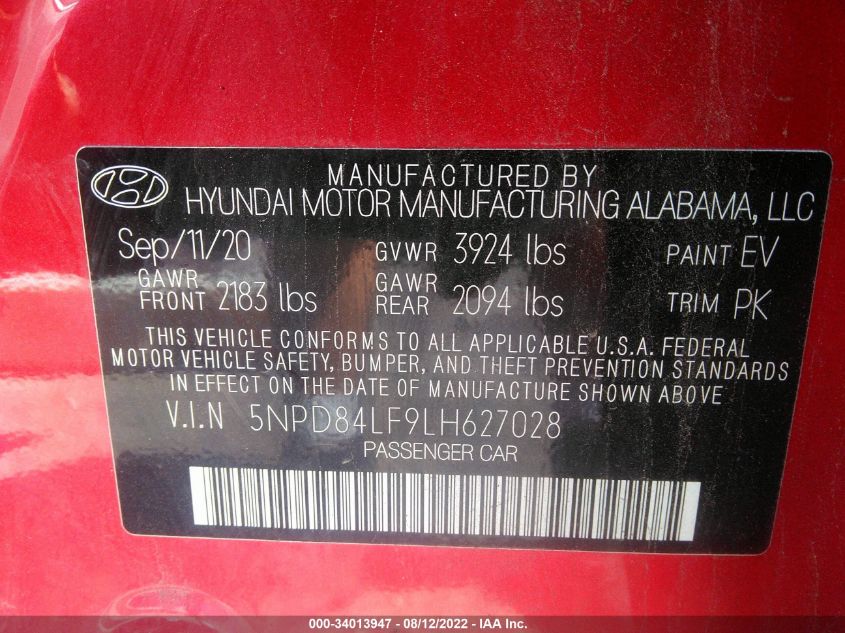 MANUFACTURED BY
HYUNDAI MOTOR MANUFACTURING ALABAMA, LLC
Sep/11/20 GVWR 3924 lbs PAINT EV
GAWR FRONT 2183 lbs GAWR REAR 2094 lbs TRIM PK
THIS VEHICLE CONFORMS TO ALL APPLICABLE U.S.A. FEDERAL
MOTOR VEHICLE SAFETY, BUMPER, AND THEFT PREVENTION STANDARDS
IN EFFECT ON THE DATE OF MANUFACTURE SHOWN ABOVE
V.I.N 5NPD84LF9LH627028
PASSENGER CAR
000-34013947 - 08/12/2022 - IAA Inc.